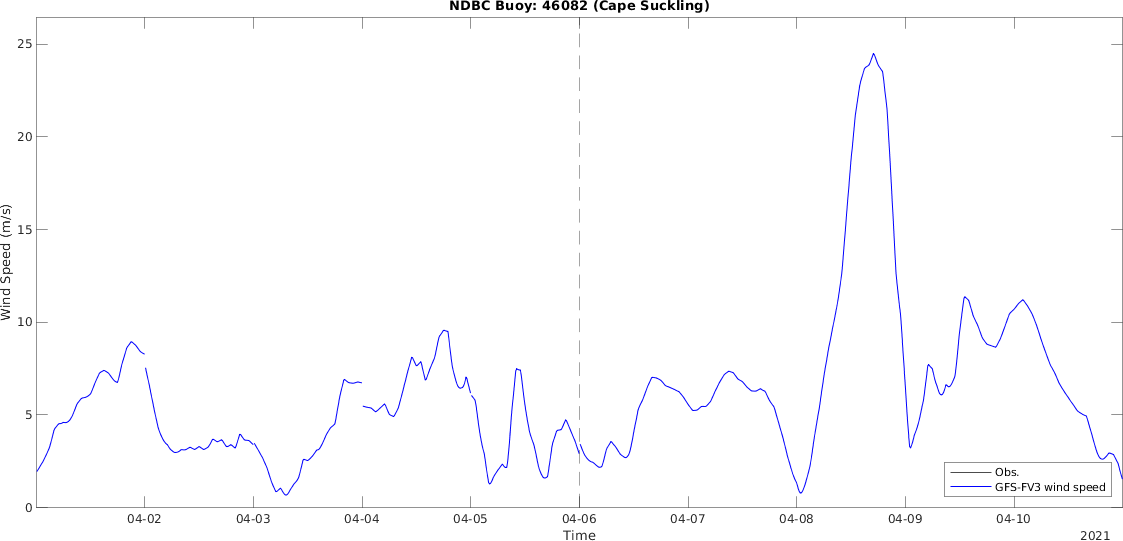 NDBC Buoy: 46082 (Cape Suckling)
25
20
15
10
5
0
Wind Speed (m/s)
04-02 04-03 04-04 04-05 04-06 04-07 04-08 04-09 04-10
Time
2021
Obs.
GFS-FV3 wind speed